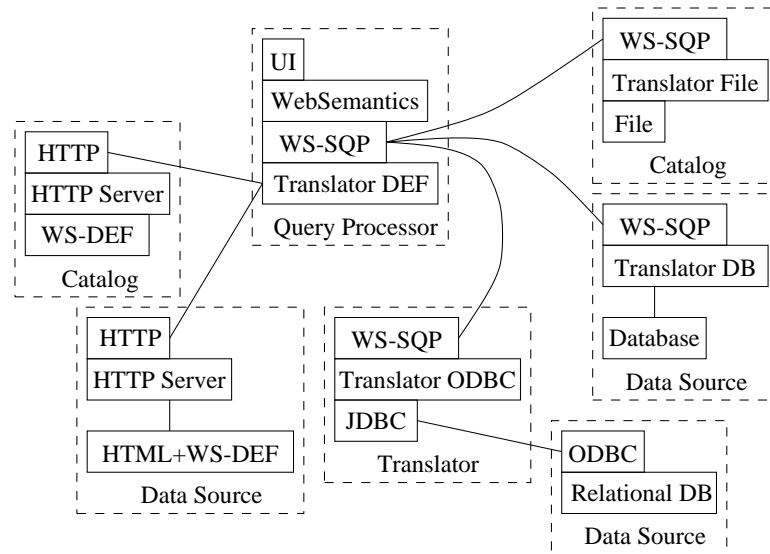 UI
WebSemantics
WS-SQP
Translator DEF
Query Processor
WS-SQP
Translator File
File
Catalog
HTTP
HTTP Server
WS-DEF
Catalog
WS-SQP
Translator DB
Database
Data Source
HTTP
HTTP Server
HTML+WS-DEF
Data Source
WS-SQP
Translator ODBC
JDBC
Translator
ODBC
Relational DB
Data Source